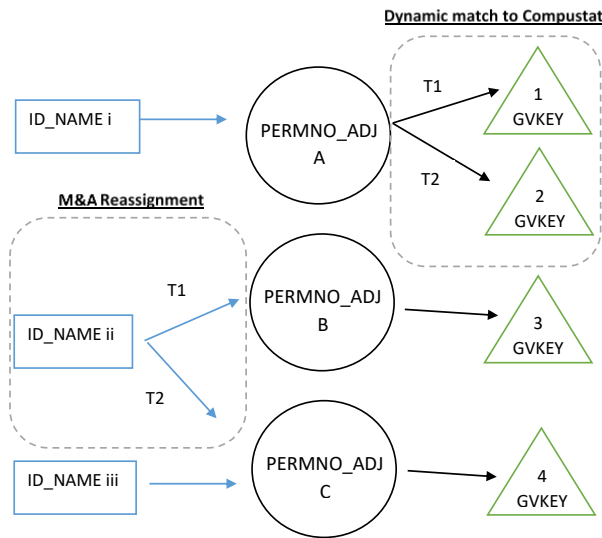 Dynamic match to Compustat
T1
1
GVKEY
ID_NAME i
PERMNO_ADJ
A
T2
2
GVKEY
M&A Reassignment
T1
PERMNO_ADJ
B
3
GVKEY
ID_NAME ii
T2
PERMNO_ADJ
C
4
GVKEY
ID_NAME iii